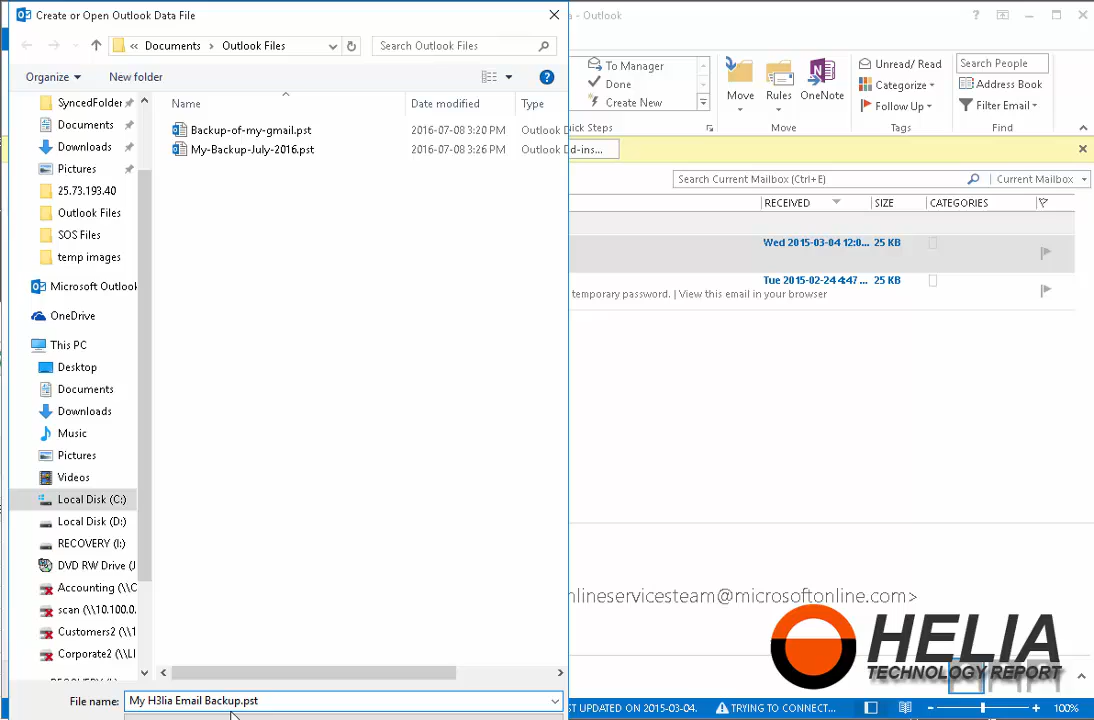 Create or Open Outlook Data File
« Documents › Outlook Files
Search Outlook Files
Organize
New folder
Name
Date modified
Type
SyncedFolder
Documents
Downloads
Pictures
25.73.193.40
Outlook Files
SOS Files
temp images
Microsoft Outlook
OneDrive
This PC
Desktop
Documents
Downloads
Music
Pictures
Videos
Local Disk (C:)
Local Disk (D:)
RECOVERY (I:)
DVD RW Drive (J
Accounting (\\C
scan (\\10.100.0.
Customers2 (\\1
Corporate2 (\\LI
Backup-of-my-gmail.pst 2016-07-08 3:20 PM Outlook D
My-Backup-July-2016.pst 2016-07-08 3:26 PM Outlook D
File name: My H3lia Email Backup.pst
a - Outlook
To Manager
Done
Create New
uick Steps
Move
Rules
OneNote
Move
Unread/ Read
Categorize
Follow Up
Tags
Search People
Address Book
Filter Email
Find
d-ins...
Search Current Mailbox (Ctrl+E)
Current Mailbox
RECEIVED
SIZE
CATEGORIES
Wed 2015-03-04 12:0... 25 KB
Tue 2015-02-24 4:47 ... 25 KB
temporary password. | View this email in your browser
nlineservicesteam@microsoftonline.com>
HELIA
TECHNOLOGY REPORT
ST UPDATED ON 2015-03-04.
TRYING TO CONNECT...
100%